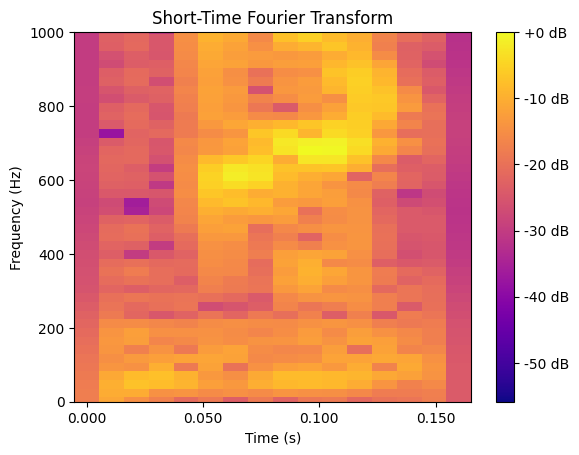 Short-Time Fourier Transform
1000
800
600
400
200
0
Frequency (Hz)
0.000
0.050
0.100
0.150
Time (s)
+0 dB
-10 dB
-20 dB
-30 dB
-40 dB
-50 dB